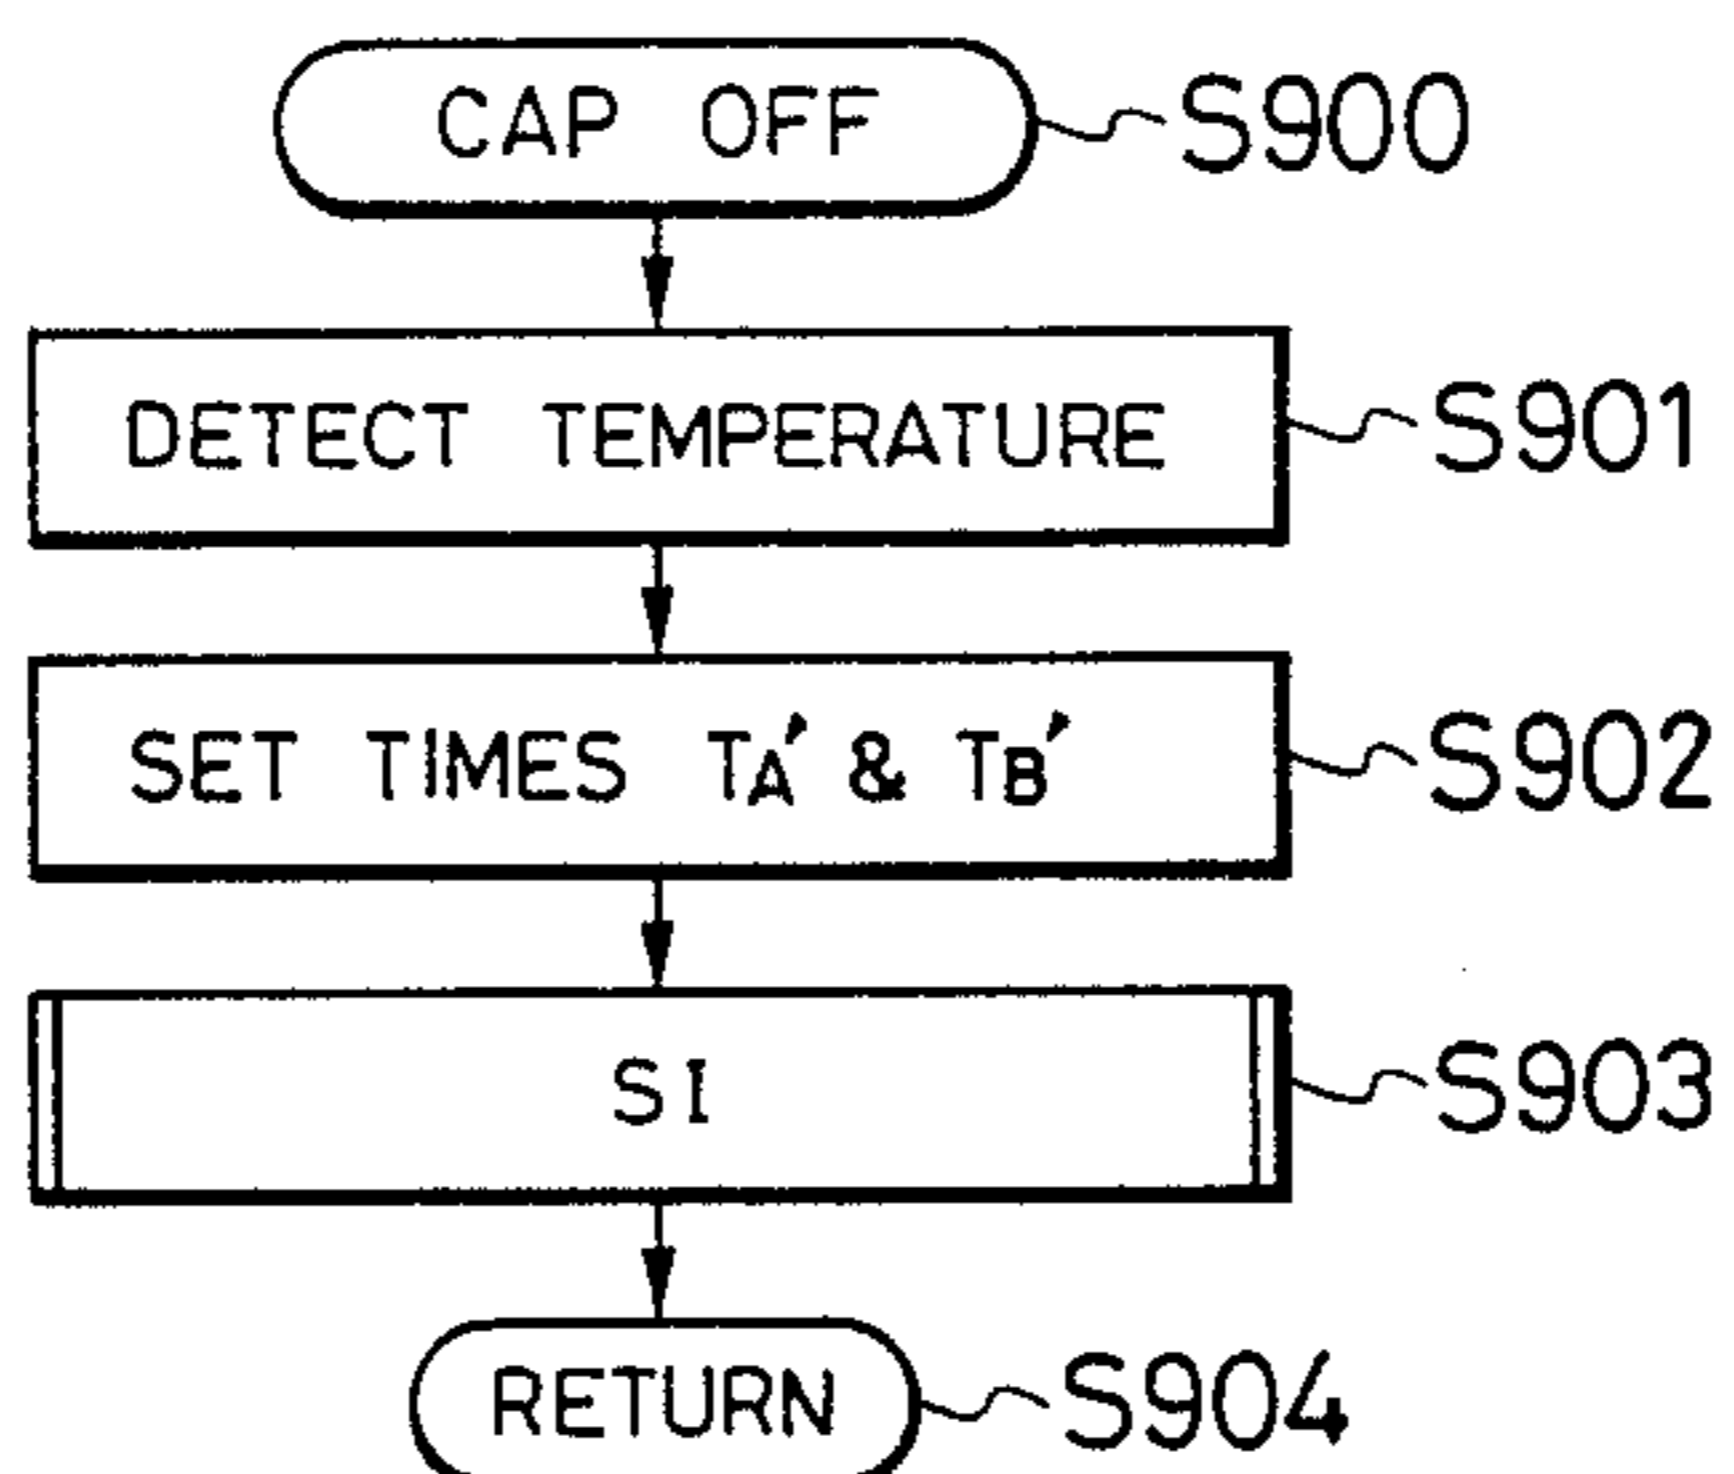 CAP OFF S900
DETECT TEMPERATURE S901
SET TIMES TA' & TB' S902
SI S903
RETURN S904